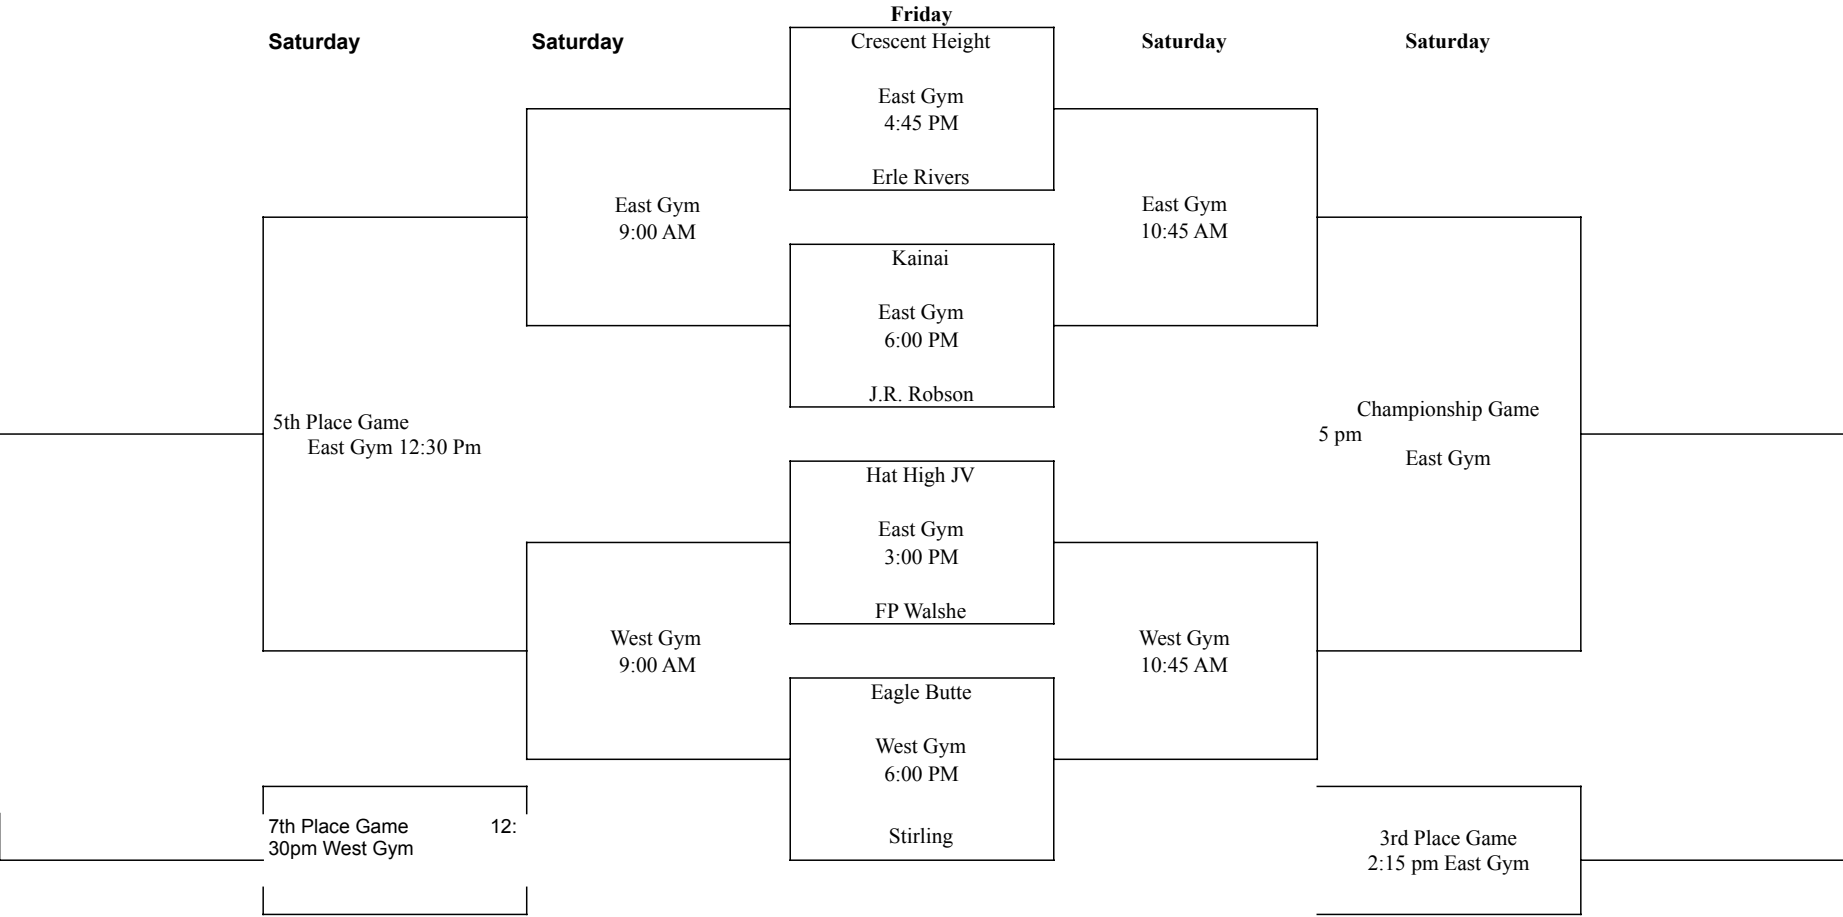 Friday
Saturday
Saturday
Crescent Height
Saturday
Saturday
East Gym
4:45 PM
Erle Rivers
East Gym
9:00 AM
East Gym
10:45 AM
Kainai
East Gym
6:00 PM
J.R. Robson
5th Place Game
East Gym 12:30 Pm
Championship Game
5 pm
East Gym
Hat High JV
East Gym
3:00 PM
FP Walshe
West Gym
9:00 AM
West Gym
10:45 AM
Eagle Butte
West Gym
6:00 PM
Stirling
7th Place Game 12:
30pm West Gym
3rd Place Game
2:15 pm East Gym